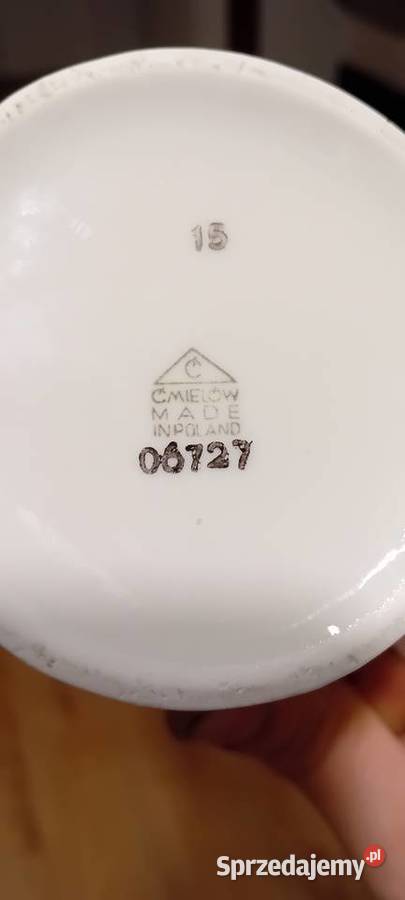 15
Ć
ĆMIELÓW
MADE
IN POLAND
06727
Sprzedajemy.pl